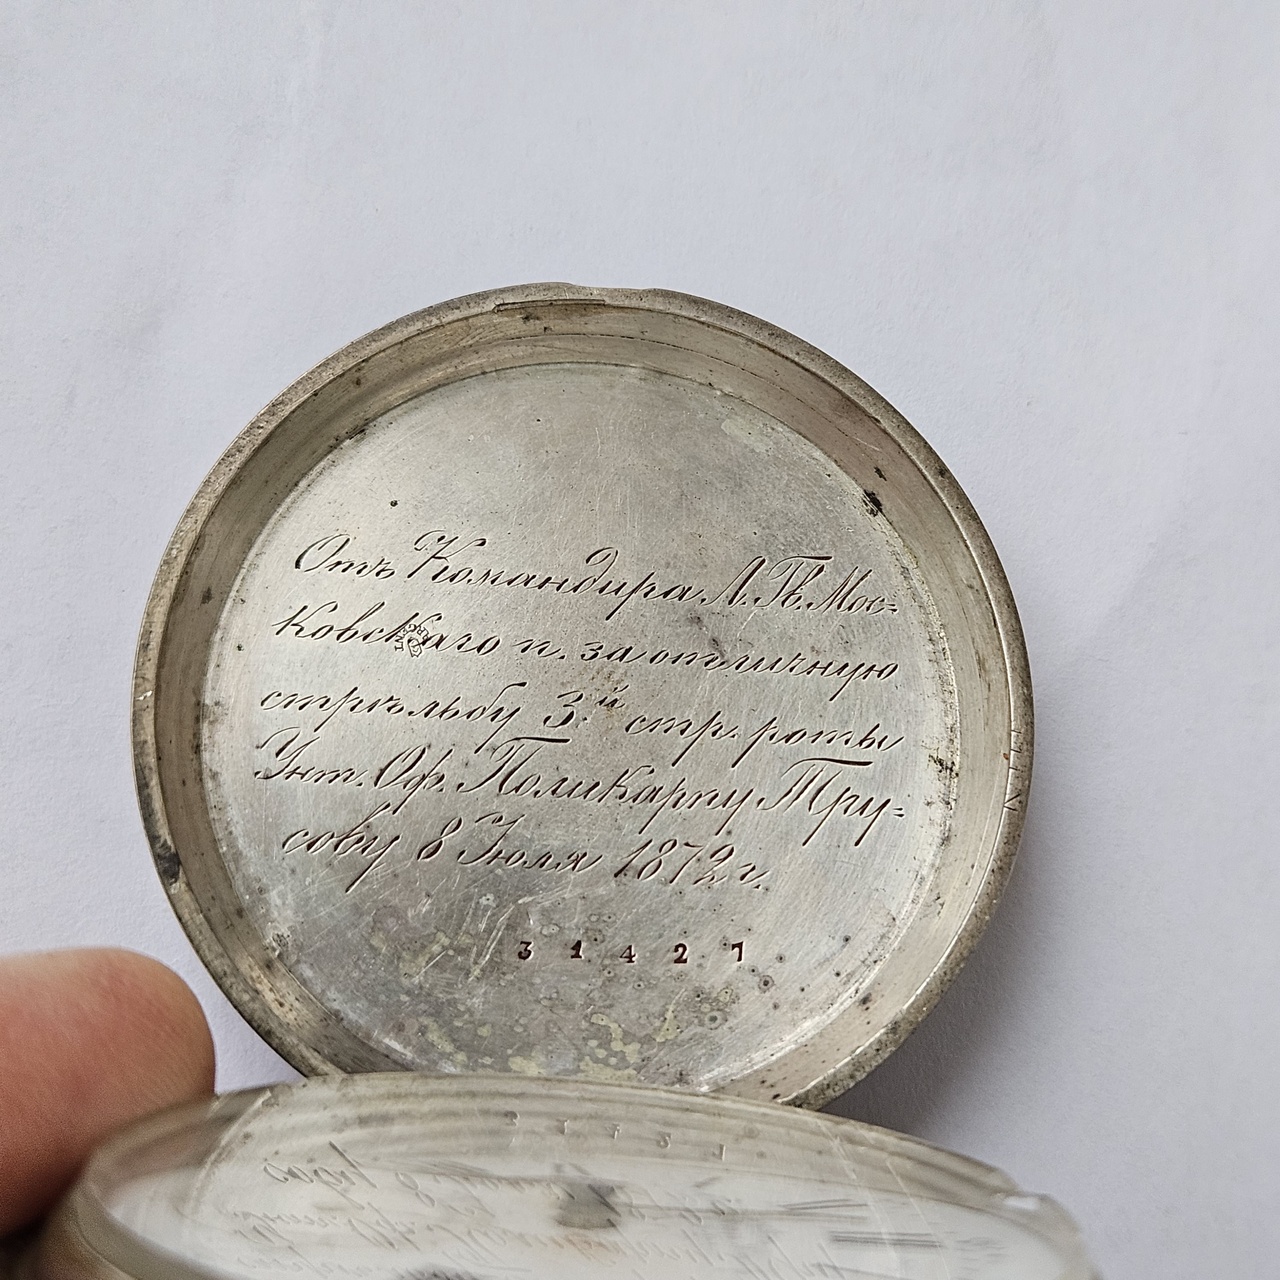 Отъ Командира Л. Гв. Мос=
ковскаго п. за отличную
стрѣльбу 3.й стр. роты
Унт. Оф. Поликарпу Тру=
сову 8 Іюля 1872 г.
31427